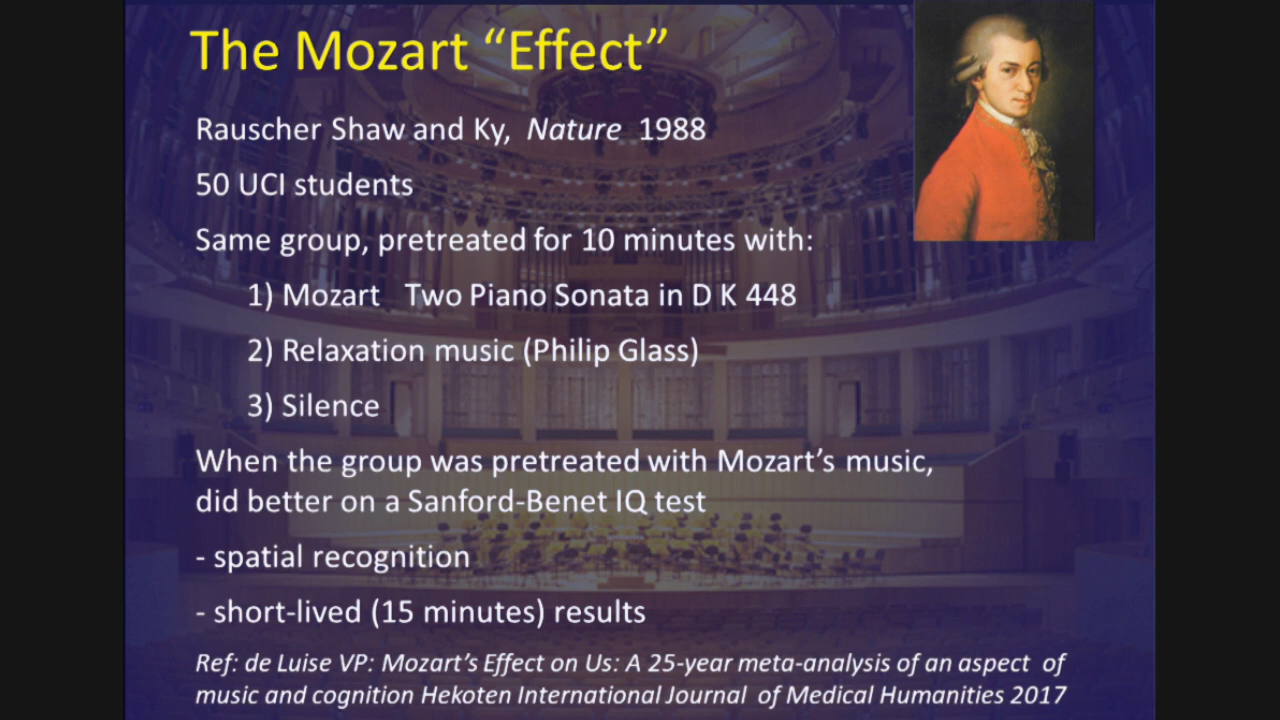 The Mozart “Effect”
Rauscher Shaw and Ky, Nature 1988
50 UCI students
Same group, pretreated for 10 minutes with:
1) Mozart Two Piano Sonata in D K 448
2) Relaxation music (Philip Glass)
3) Silence
When the group was pretreated with Mozart’s music,
did better on a Sanford-Benet IQ test
- spatial recognition
- short-lived (15 minutes) results
Ref: de Luise VP: Mozart’s Effect on Us: A 25-year meta-analysis of an aspect of
music and cognition Hekoten International Journal of Medical Humanities 2017